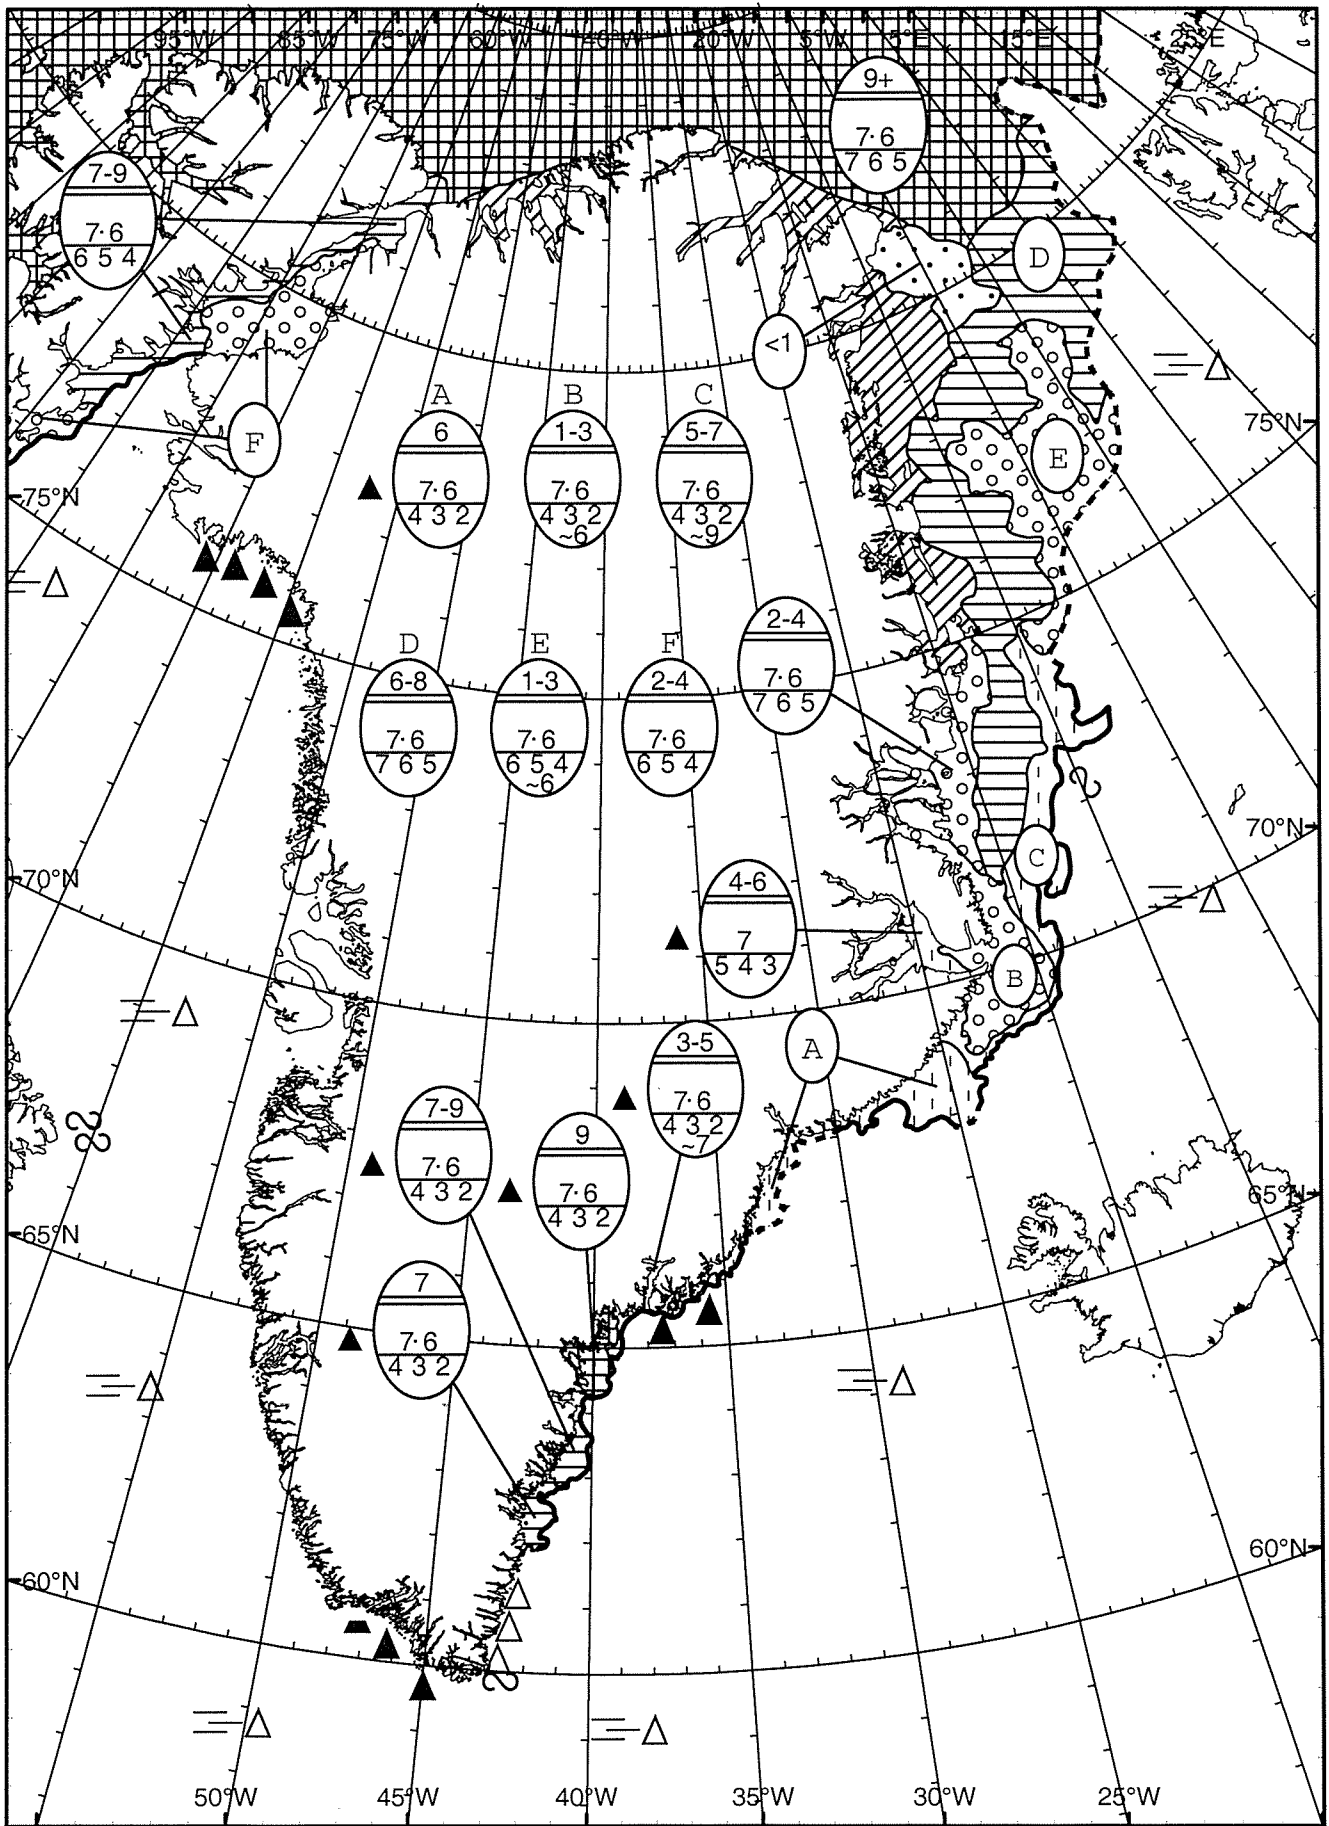 95°W 85°W 75°W 60°W 40°W 20°W 5°W 5°E 15°E
9+
7·6
7 6 5
7-9
7·6
6 5 4
D
<1
F
75°N
75°N
A B C
6 1-3 5-7
7·6 7·6 7·6
4 3 2 4 3 2 4 3 2
~6 ~9
E
D E F
6-8 1-3 2-4
7·6 7·6 7·6
7 6 5 6 5 4 6 5 4
~6
2-4
7·6
7 6 5
70°N
70°N
C
4-6
7
5 4 3
B
A
3-5
7·6
4 3 2
~7
7-9
7·6
4 3 2
9
7·6
4 3 2
65°N
65°N
7
7·6
4 3 2
60°N
60°N
50°W 45°W 40°W 35°W 30°W 25°W